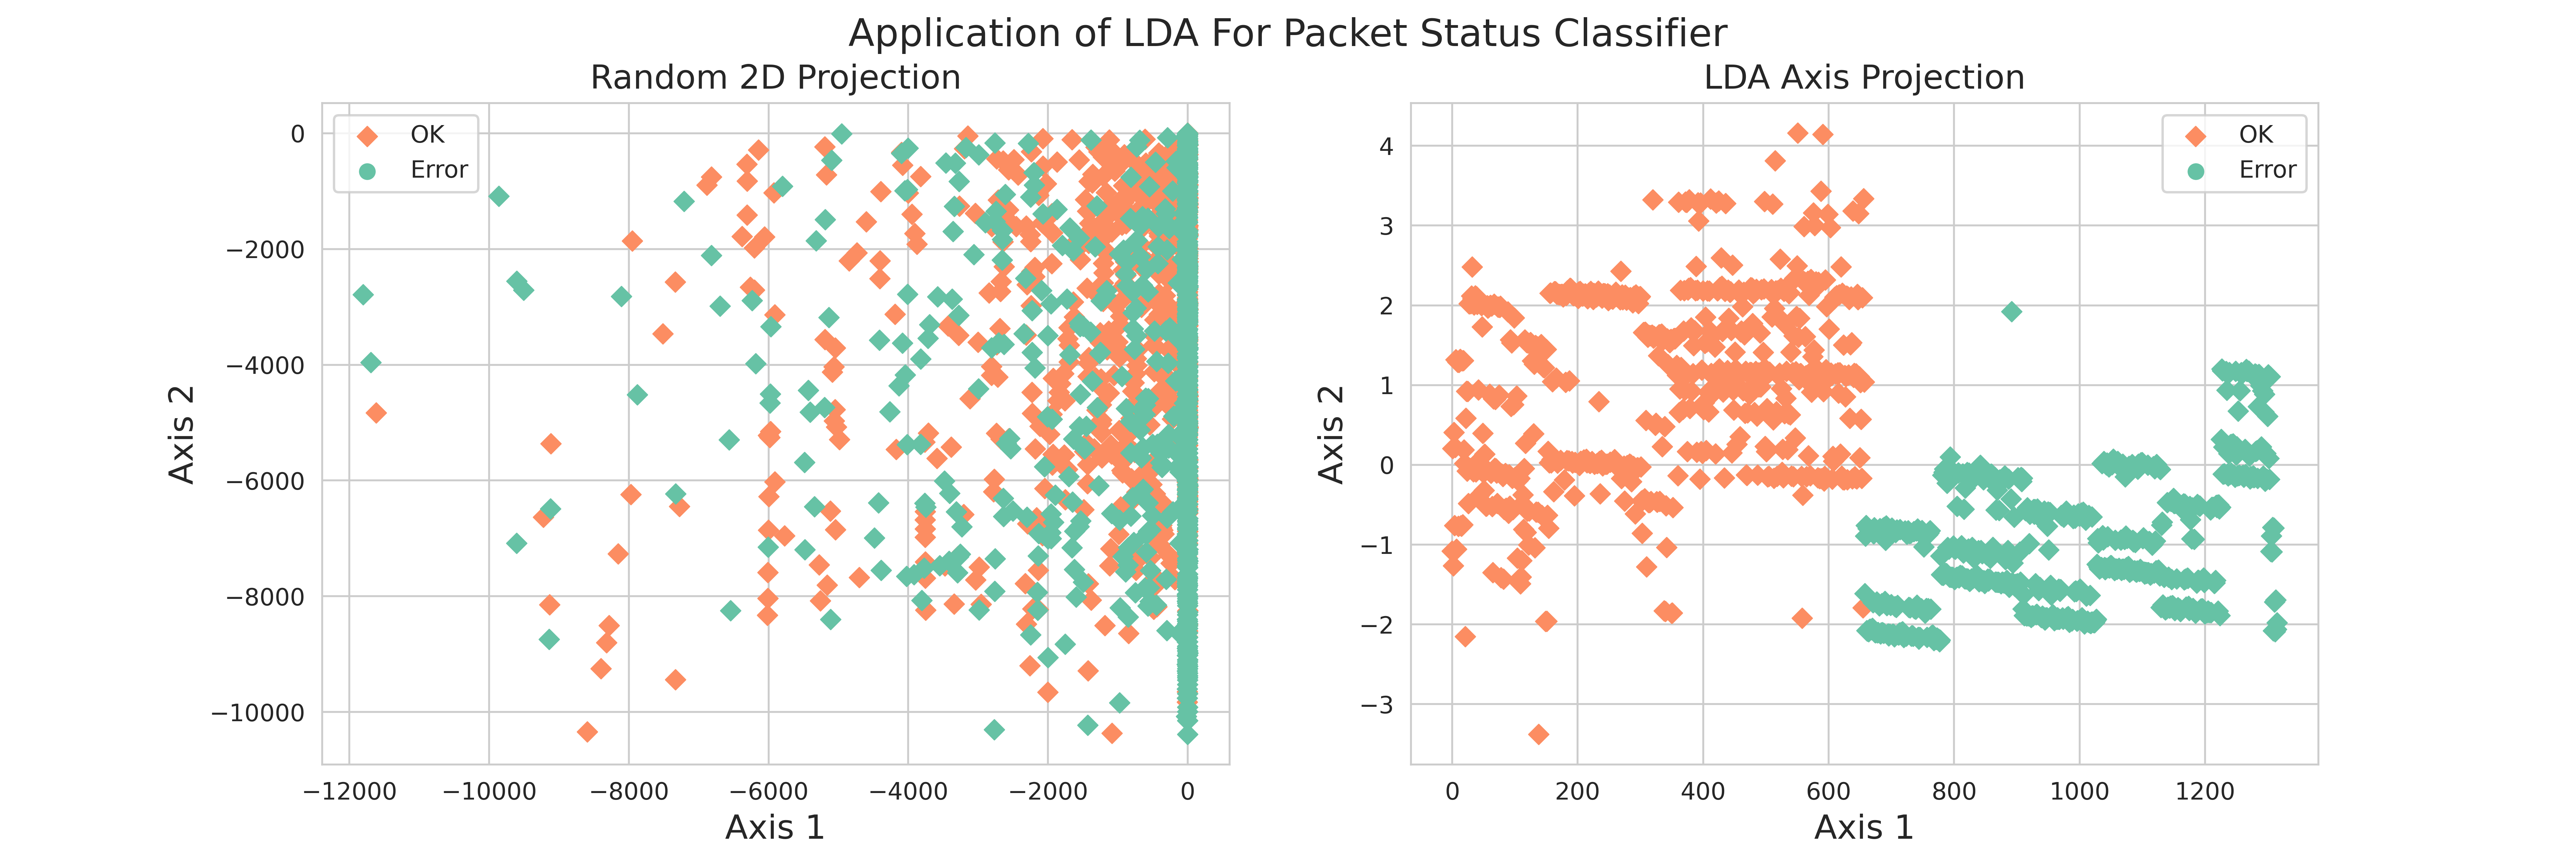 Application of LDA For Packet Status Classifier
Random 2D Projection
OK
Error
0
−2000
−4000
−6000
−8000
−10000
Axis 2
−12000 −10000 −8000 −6000 −4000 −2000 0
Axis 1
LDA Axis Projection
OK
Error
4
3
2
1
0
−1
−2
−3
Axis 2
0 200 400 600 800 1000 1200
Axis 1